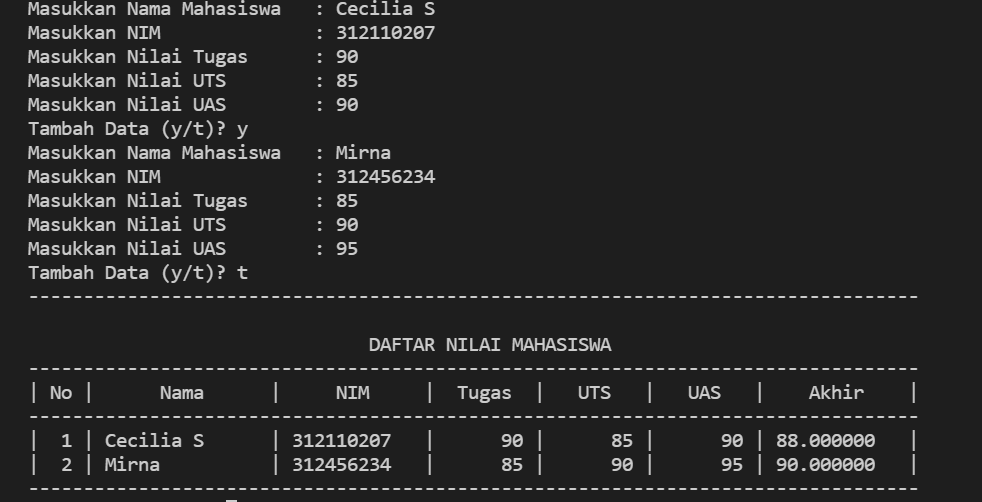 Masukkan Nama Mahasiswa   : Cecilia S
Masukkan NIM              : 312110207
Masukkan Nilai Tugas      : 90
Masukkan Nilai UTS        : 85
Masukkan Nilai UAS        : 90
Tambah Data (y/t)? y
Masukkan Nama Mahasiswa   : Mirna
Masukkan NIM              : 312456234
Masukkan Nilai Tugas      : 85
Masukkan Nilai UTS        : 90
Masukkan Nilai UAS        : 95
Tambah Data (y/t)? t
---------------------------------------------------------------------------------
                               DAFTAR NILAI MAHASISWA
---------------------------------------------------------------------------------
| No |      Nama      |     NIM     |  Tugas  |   UTS   |   UAS   |    Akhir    |
---------------------------------------------------------------------------------
|  1 | Cecilia S      | 312110207   |      90 |      85 |      90 | 88.000000   |
|  2 | Mirna          | 312456234   |      85 |      90 |      95 | 90.000000   |
---------------------------------------------------------------------------------